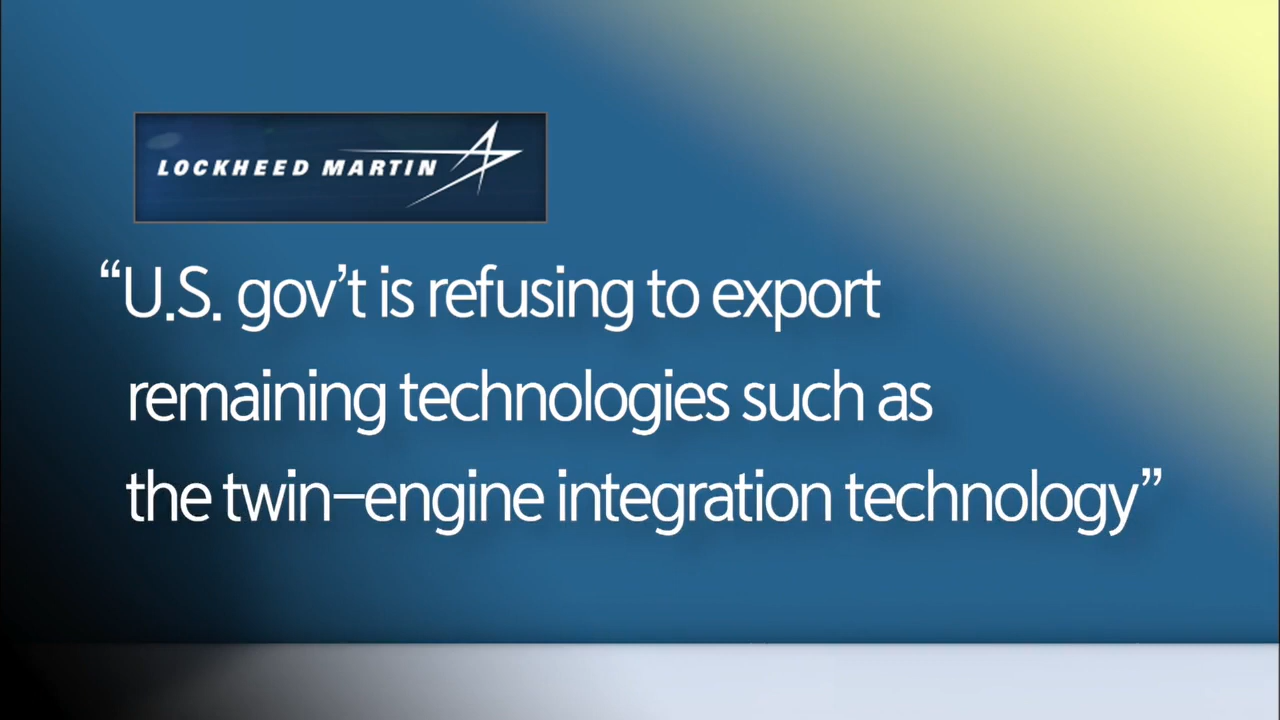 LOCKHEED MARTIN
“U.S. gov’t is refusing to export
remaining technologies such as
the twin–engine integration technology”